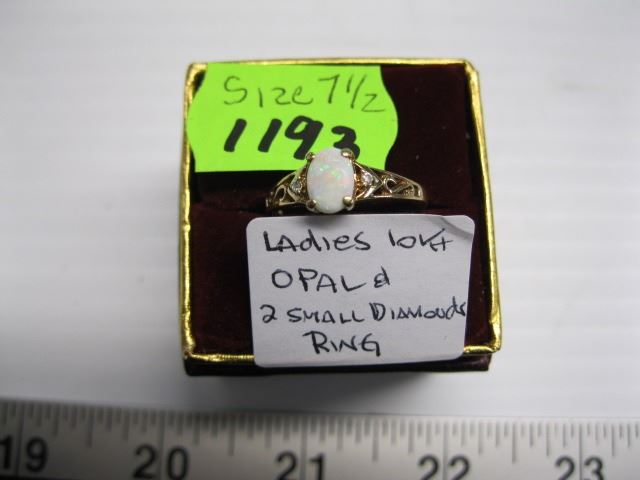 Size 7 1/2
1193
LADIES 10KT
OPAL &
2 SMALL DIAMONDS
RING
19 20 21 22 23